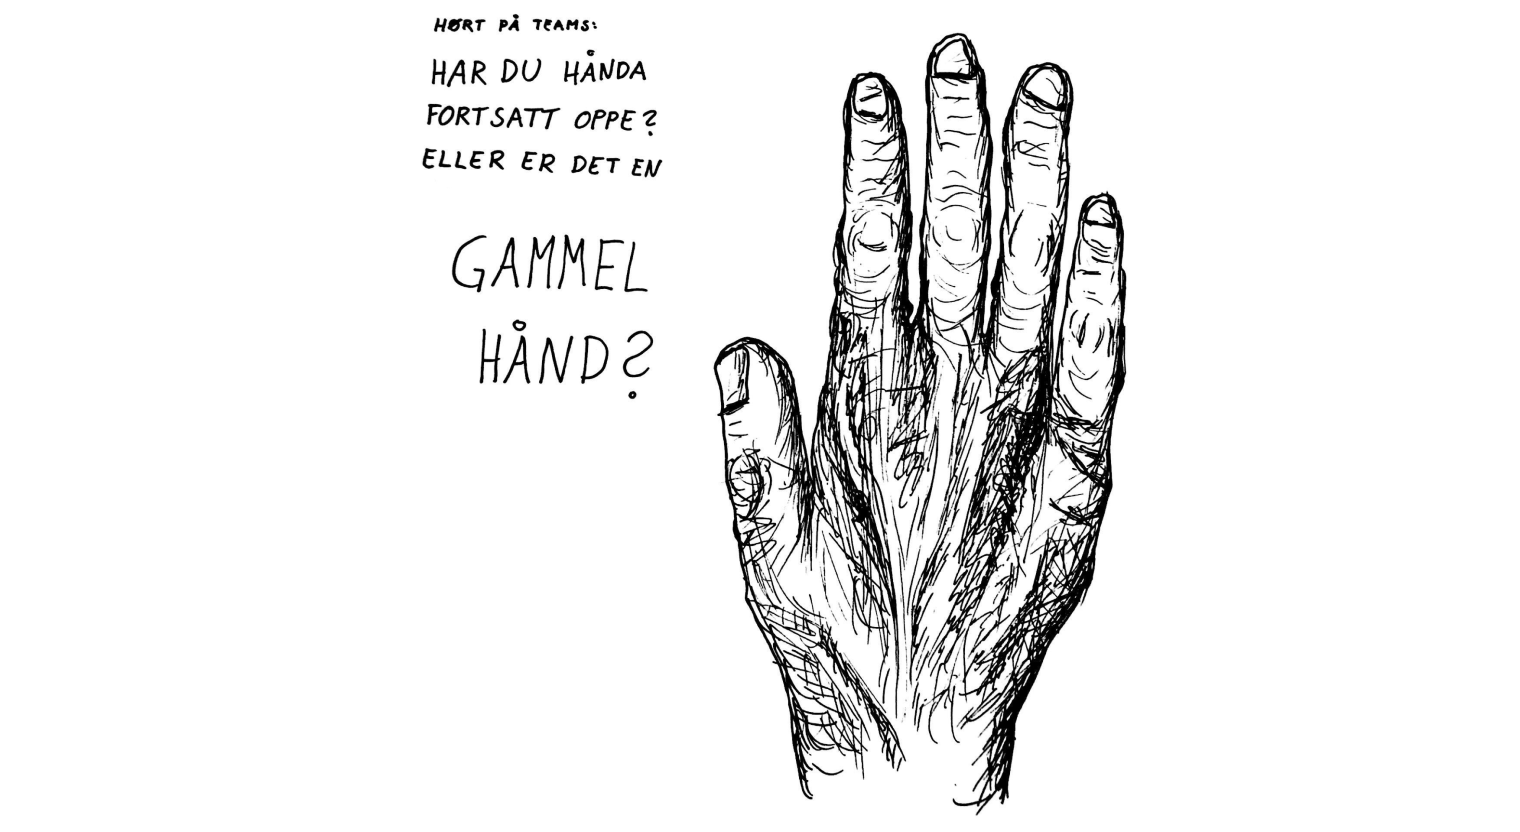 HØRT PÅ TEAMS:
HAR DU HÅNDA
FORTSATT OPPE?
ELLER ER DET EN
GAMMEL
HÅND?